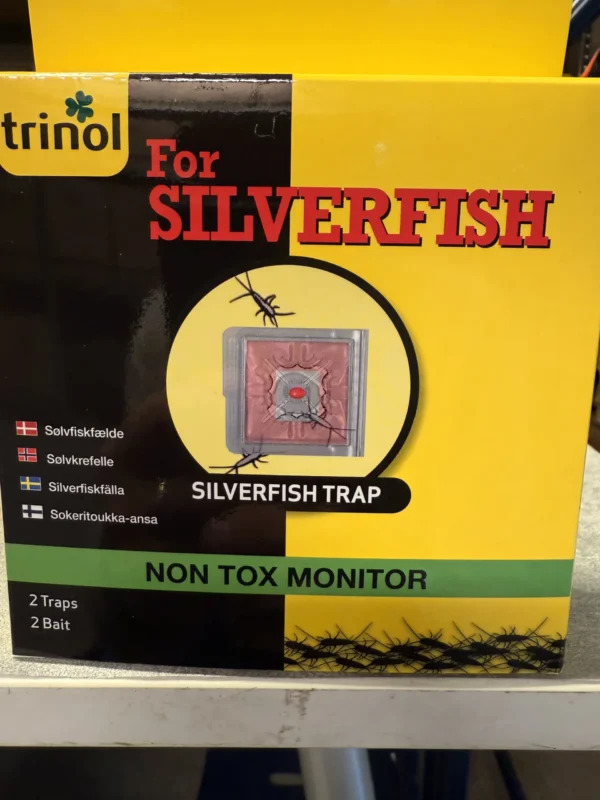 trinol
For
SILVERFISH
SILVERFISH TRAP
Sølvfiskfælde
Sølvkrefelle
Silverfiskfälla
Sokeritoukka-ansa
NON TOX MONITOR
2 Traps
2 Bait